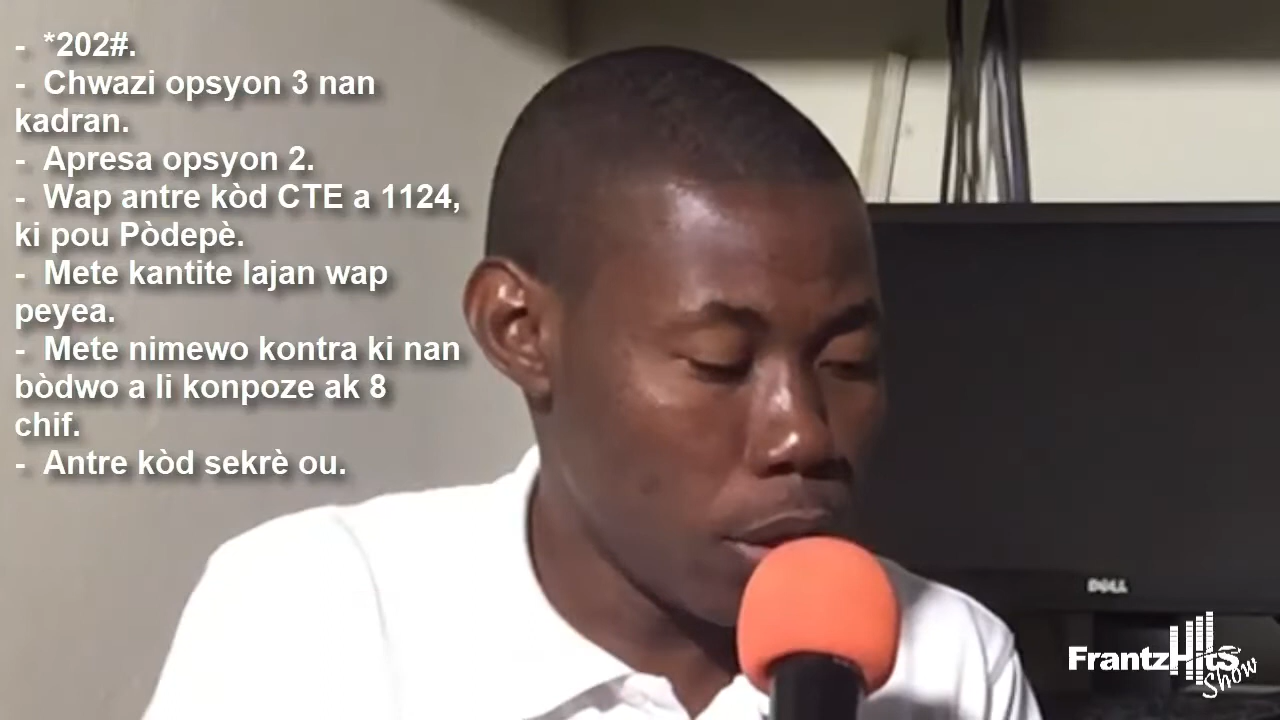 - *202#.
- Chwazi opsyon 3 nan
kadran.
- Apresa opsyon 2.
- Wap antre kòd CTE a 1124,
ki pou Pòdepè.
- Mete kantite lajan wap
peyea.
- Mete nimewo kontra ki nan
bòdwo a li konpoze ak 8
chif.
- Antre kòd sekrè ou.
DELL
FrantzHitS
Show